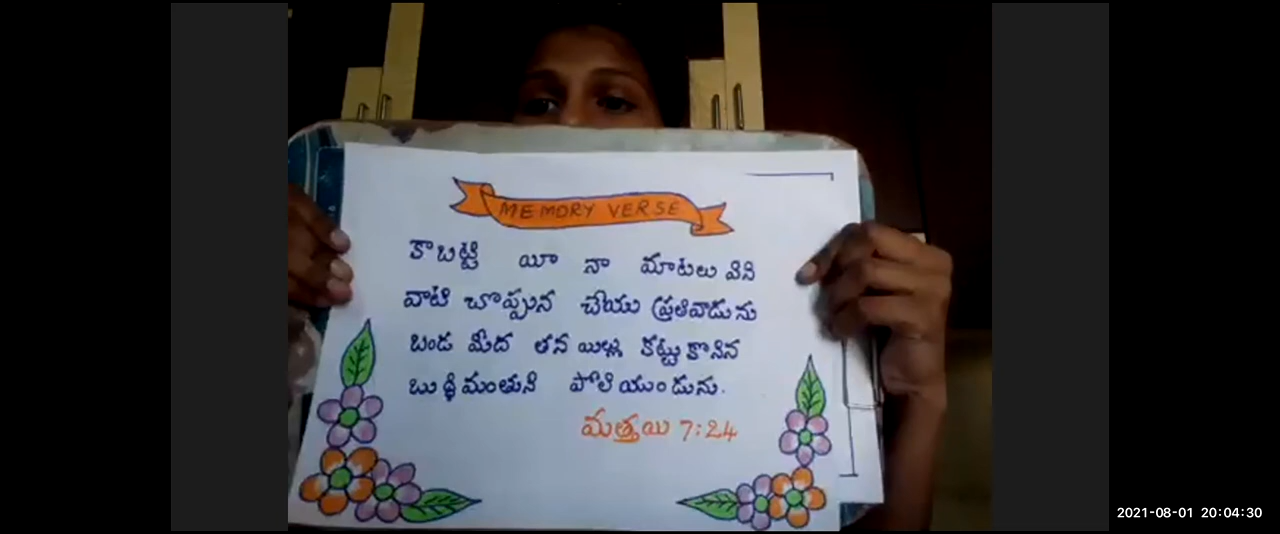 MEMORY VERSE
కాబట్టి యీ నా మాటలు విని
వాటి చొప్పున చేయు ప్రతివాడును
బండ మీద తన యిల్లు కట్టుకొనిన
బుద్ధిమంతుని పోలియుండును.
మత్తయి 7:24
2021-08-01 20:04:30